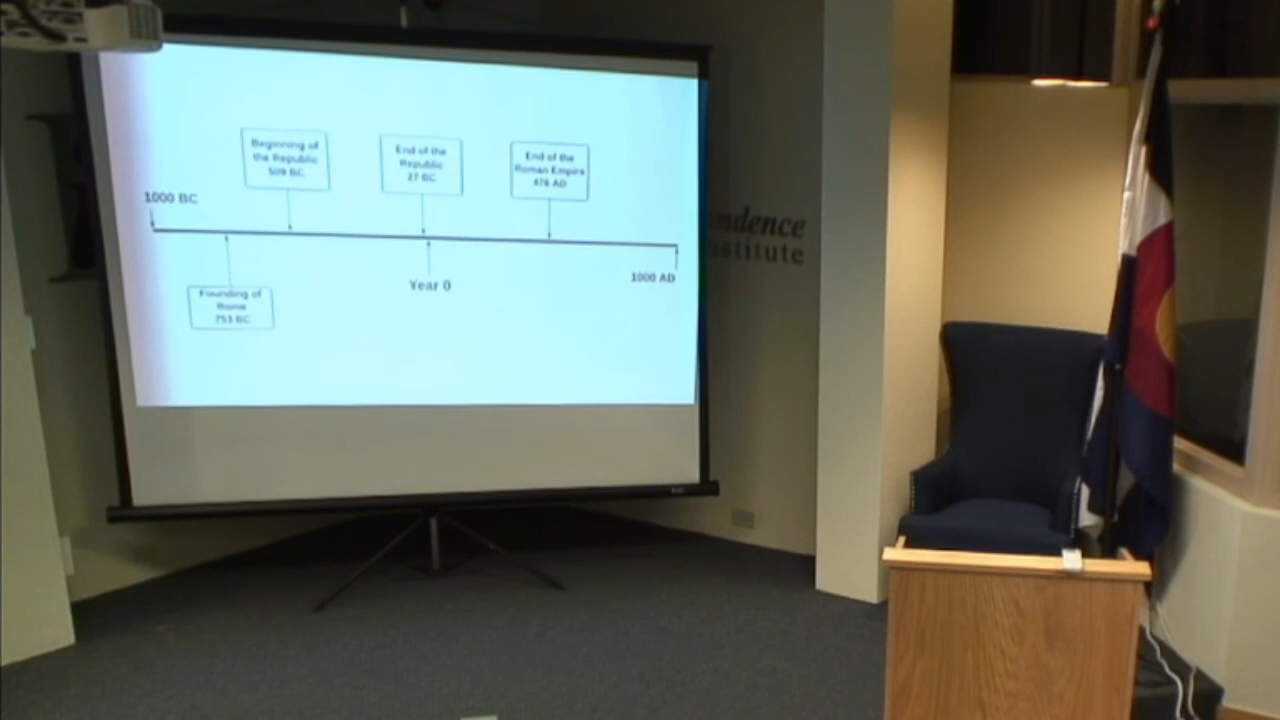 Beginning of
the Republic
509 BC
End of the
Republic
27 BC
End of the
Roman Empire
476 AD
1000 BC
Founding of
Rome
753 BC
Year 0
1000 AD
ndence
nstitute